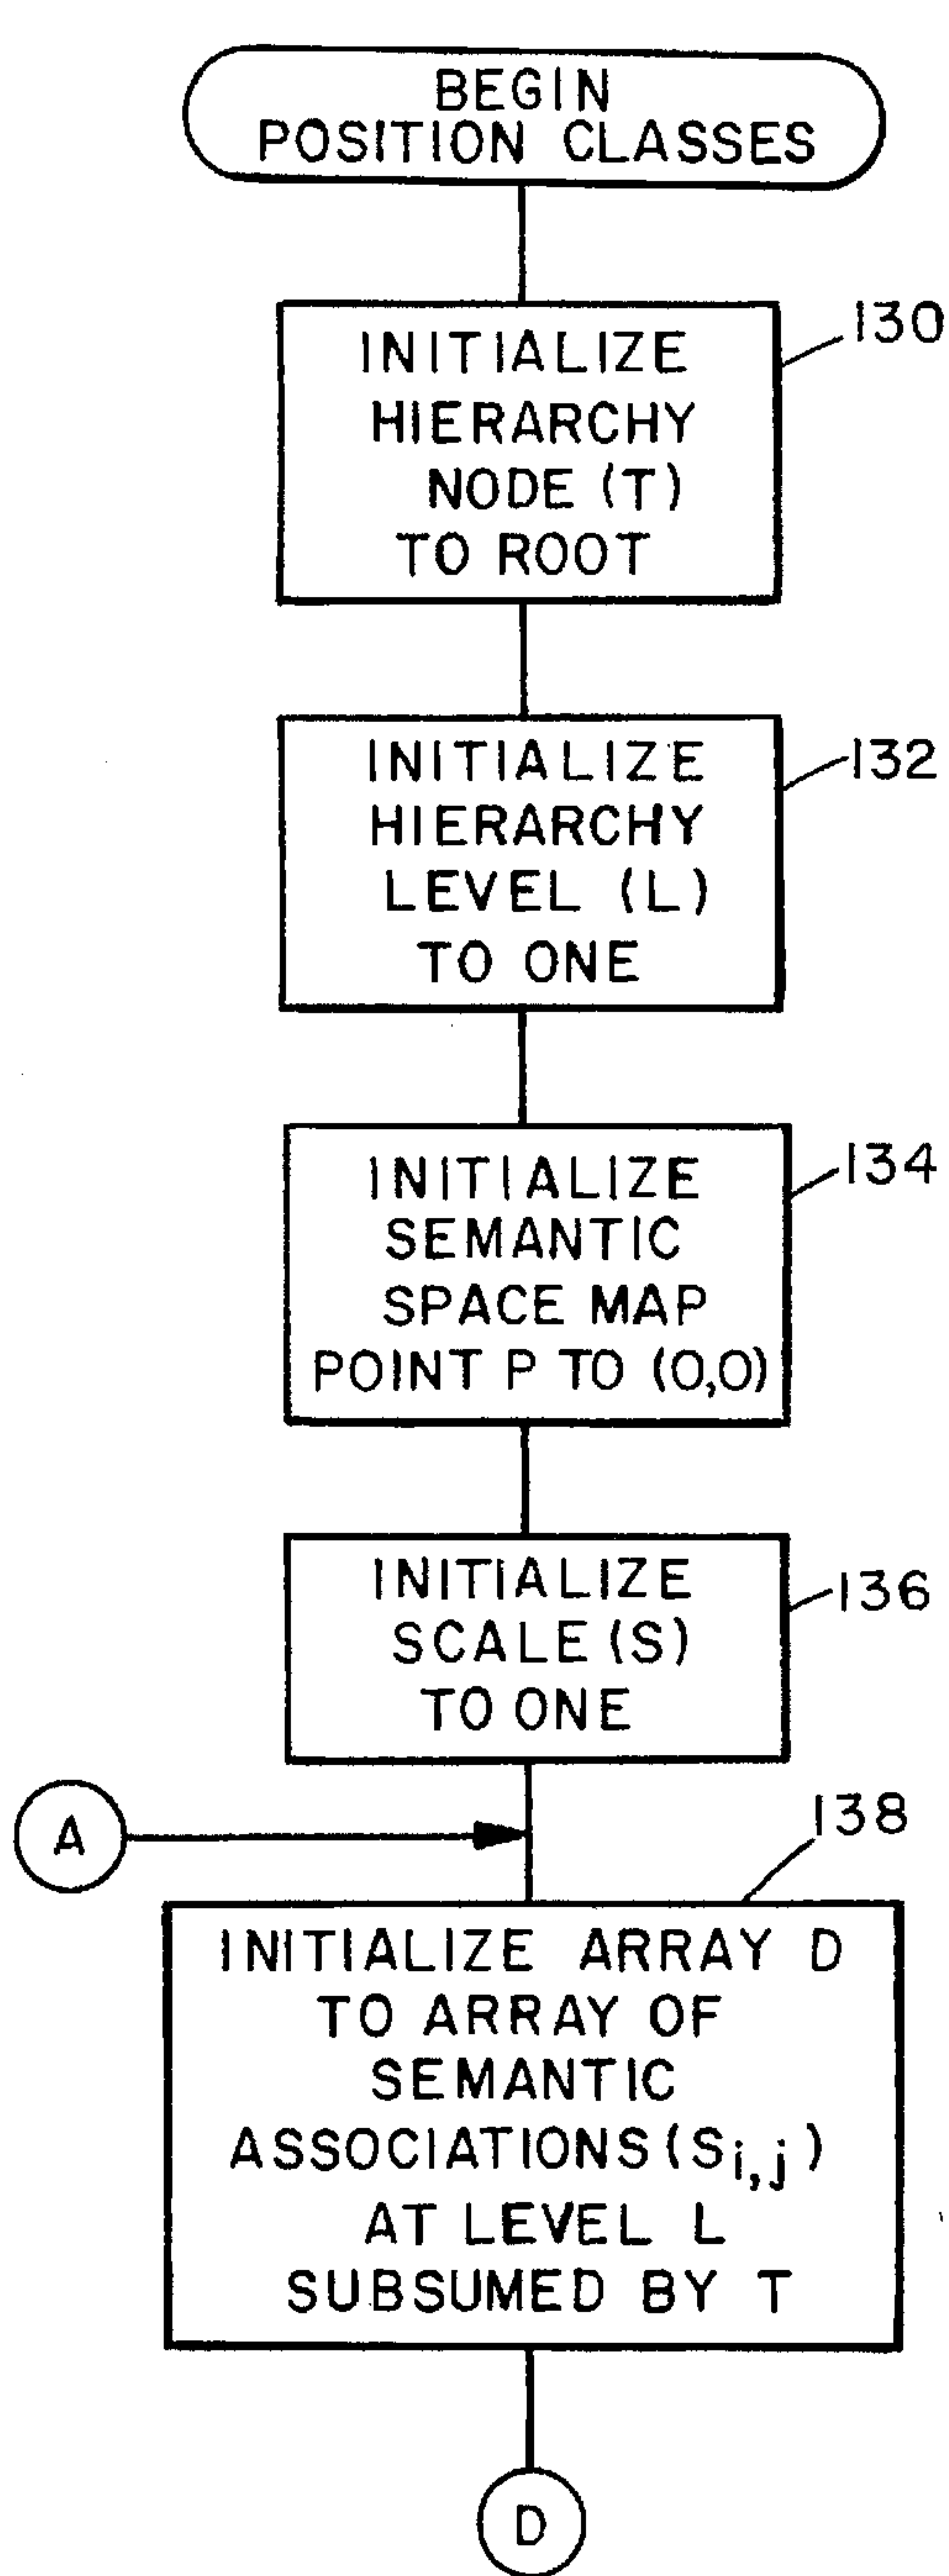 BEGIN
POSITION CLASSES
130
INITIALIZE
HIERARCHY
NODE (T)
TO ROOT
132
INITIALIZE
HIERARCHY
LEVEL (L)
TO ONE
134
INITIALIZE
SEMANTIC
SPACE MAP
POINT P TO (0,0)
136
INITIALIZE
SCALE (S)
TO ONE
A
138
INITIALIZE ARRAY D
TO ARRAY OF
SEMANTIC
ASSOCIATIONS (Si,j)
AT LEVEL L
SUBSUMED BY T
D